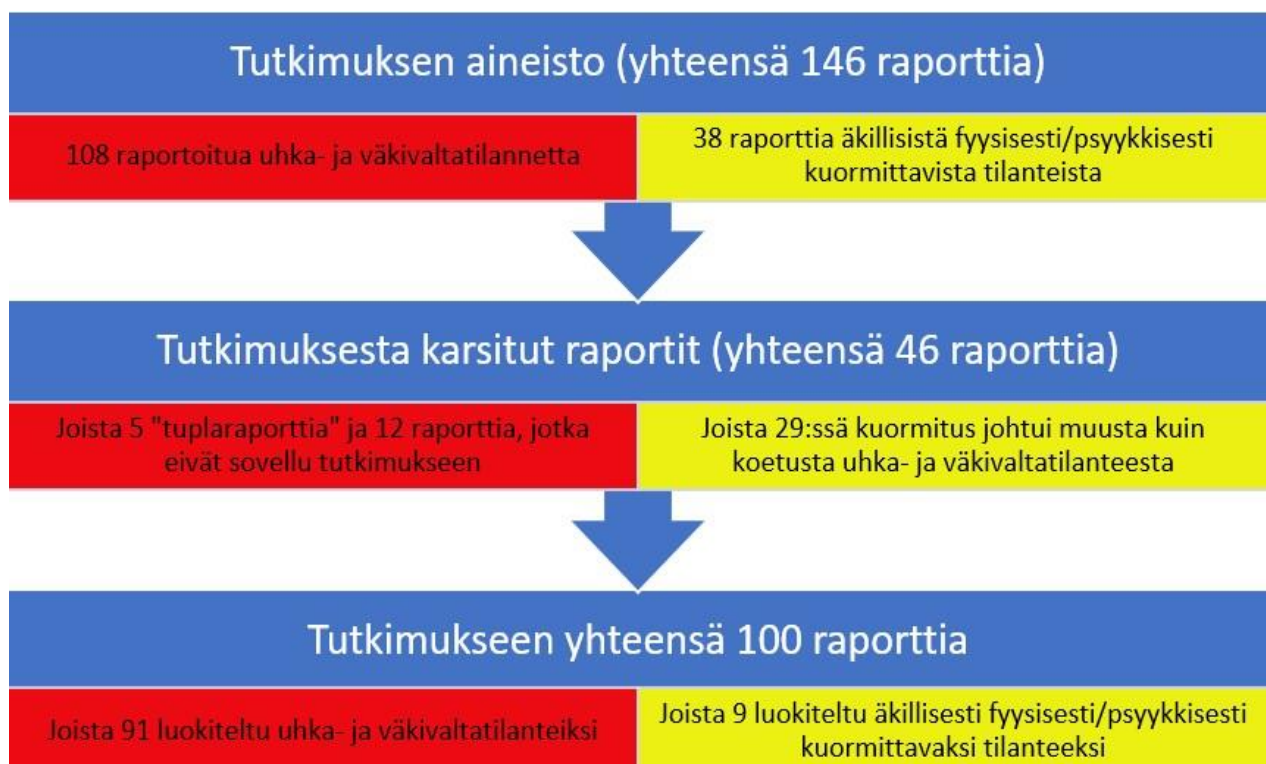 Tutkimuksen aineisto (yhteensä 146 raporttia)
108 raportoitua uhka- ja väkivaltatilannetta
38 raporttia äkillisistä fyysisesti/psyykkisesti
kuormittavista tilanteista
Tutkimuksesta karsitut raportit (yhteensä 46 raporttia)
Joista 5 "tuplaraporttia" ja 12 raporttia, jotka
eivät sovellu tutkimukseen
Joista 29:ssä kuormitus johtui muusta kuin
koetusta uhka- ja väkivaltatilanteesta
Tutkimukseen yhteensä 100 raporttia
Joista 91 luokiteltu uhka- ja väkivaltatilanteiksi
Joista 9 luokiteltu äkillisesti fyysisesti/psyykkisesti
kuormittavaksi tilanteeksi